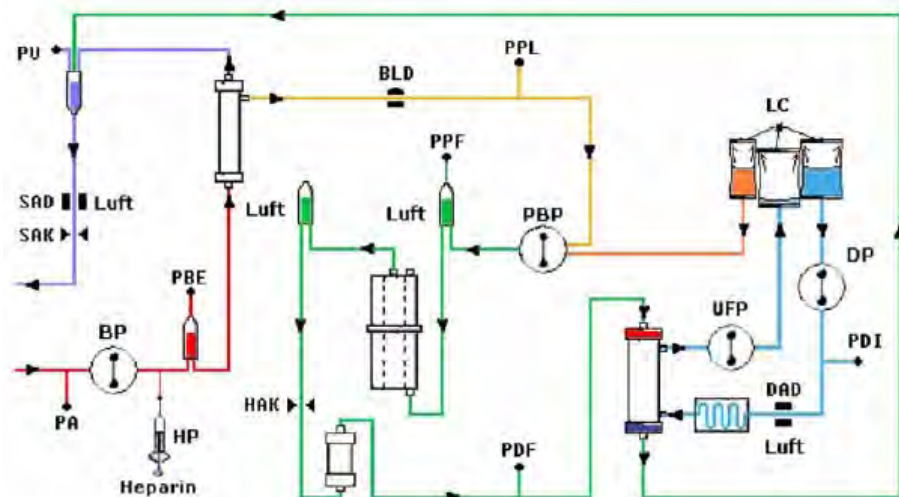 PV
BLD
PPL
LC
PPF
SAD
Luft
Luft
Luft
PBP
SAK
PBE
DP
BP
UFP
PDI
HAK
DAD
PA
HP
PDF
Luft
Heparin